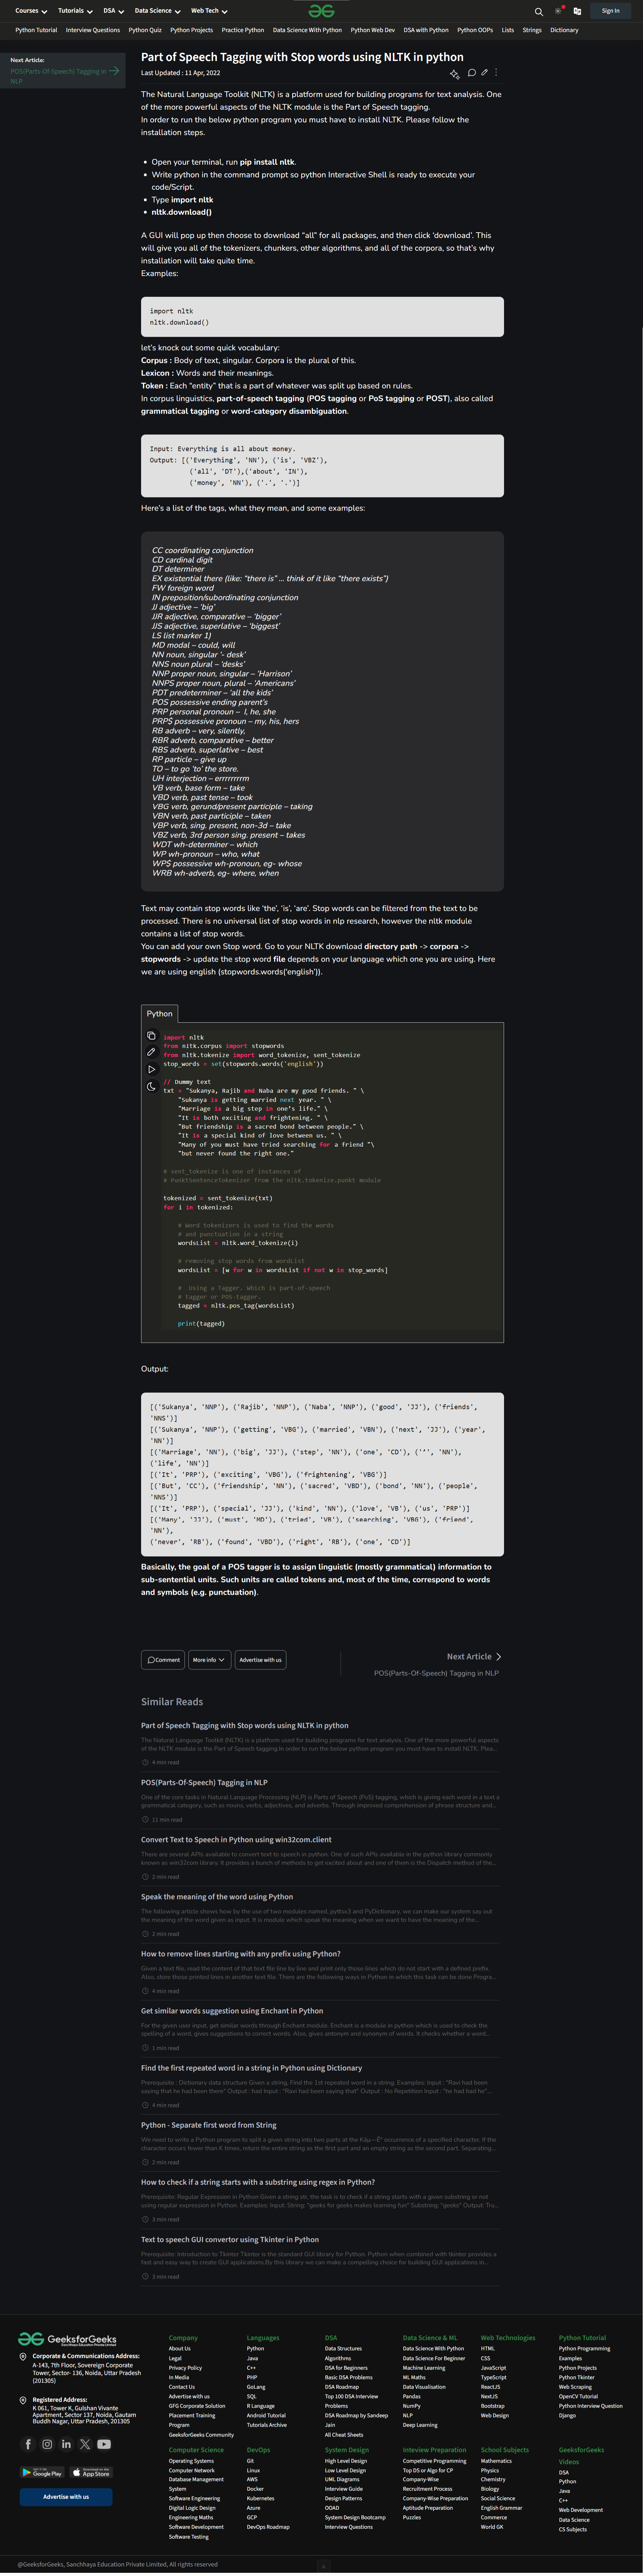 Courses
Tutorials
DSA
Data Science
Web Tech
Sign In
Python Tutorial
Interview Questions
Python Quiz
Python Projects
Practice Python
Data Science With Python
Python Web Dev
DSA with Python
Python OOPs
Lists
Strings
Dictionary
Next Article:
POS(Parts-Of-Speech) Tagging in
NLP
Part of Speech Tagging with Stop words using NLTK in python
Last Updated : 11 Apr, 2022
The Natural Language Toolkit (NLTK) is a platform used for building programs for text analysis. One
of the more powerful aspects of the NLTK module is the Part of Speech tagging.
In order to run the below python program you must have to install NLTK. Please follow the
installation steps.
Open your terminal, run pip install nltk.
Write python in the command prompt so python Interactive Shell is ready to execute your
code/Script.
Type import nltk
nltk.download()
A GUI will pop up then choose to download “all” for all packages, and then click ‘download’. This
will give you all of the tokenizers, chunkers, other algorithms, and all of the corpora, so that’s why
installation will take quite time.
Examples:
import nltk
nltk.download()
let’s knock out some quick vocabulary:
Corpus : Body of text, singular. Corpora is the plural of this.
Lexicon : Words and their meanings.
Token : Each “entity” that is a part of whatever was split up based on rules.
In corpus linguistics, part-of-speech tagging (POS tagging or PoS tagging or POST), also called
grammatical tagging or word-category disambiguation.
Input: Everything is all about money.
Output: [('Everything', 'NN'), ('is', 'VBZ'),
('all', 'DT'),('about', 'IN'),
('money', 'NN'), ('.', '.')]
Here’s a list of the tags, what they mean, and some examples:
CC coordinating conjunction
CD cardinal digit
DT determiner
EX existential there (like: “there is” … think of it like “there exists”)
FW foreign word
IN preposition/subordinating conjunction
JJ adjective – ‘big’
JJR adjective, comparative – ‘bigger’
JJS adjective, superlative – ‘biggest’
LS list marker 1)
MD modal – could, will
NN noun, singular ‘- desk’
NNS noun plural – ‘desks’
NNP proper noun, singular – ‘Harrison’
NNPS proper noun, plural – ‘Americans’
PDT predeterminer – ‘all the kids’
POS possessive ending parent’s
PRP personal pronoun – I, he, she
PRP$ possessive pronoun – my, his, hers
RB adverb – very, silently,
RBR adverb, comparative – better
RBS adverb, superlative – best
RP particle – give up
TO – to go ‘to’ the store.
UH interjection – errrrrrrrm
VB verb, base form – take
VBD verb, past tense – took
VBG verb, gerund/present participle – taking
VBN verb, past participle – taken
VBP verb, sing. present, non-3d – take
VBZ verb, 3rd person sing. present – takes
WDT wh-determiner – which
WP wh-pronoun – who, what
WP$ possessive wh-pronoun, eg- whose
WRB wh-adverb, eg- where, when
Text may contain stop words like ‘the’, ‘is’, ‘are’. Stop words can be filtered from the text to be
processed. There is no universal list of stop words in nlp research, however the nltk module
contains a list of stop words.
You can add your own Stop word. Go to your NLTK download directory path -> corpora ->
stopwords -> update the stop word file depends on your language which one you are using. Here
we are using english (stopwords.words(‘english’)).
Python
import nltk
from nltk.corpus import stopwords
from nltk.tokenize import word_tokenize, sent_tokenize
stop_words = set(stopwords.words('english'))
// Dummy text
txt = "Sukanya, Rajib and Naba are my good friends. " \
"Sukanya is getting married next year. " \
"Marriage is a big step in one’s life." \
"It is both exciting and frightening. " \
"But friendship is a sacred bond between people." \
"It is a special kind of love between us. " \
"Many of you must have tried searching for a friend "\
"but never found the right one."
# sent_tokenize is one of instances of
# PunktSentenceTokenizer from the nltk.tokenize.punkt module
tokenized = sent_tokenize(txt)
for i in tokenized:
# Word tokenizers is used to find the words
# and punctuation in a string
wordsList = nltk.word_tokenize(i)
# removing stop words from wordList
wordsList = [w for w in wordsList if not w in stop_words]
# Using a Tagger. Which is part-of-speech
# tagger or POS-tagger.
tagged = nltk.pos_tag(wordsList)
print(tagged)
Output:
[('Sukanya', 'NNP'), ('Rajib', 'NNP'), ('Naba', 'NNP'), ('good', 'JJ'), ('friends',
'NNS')]
[('Sukanya', 'NNP'), ('getting', 'VBG'), ('married', 'VBN'), ('next', 'JJ'), ('year',
'NN')]
[('Marriage', 'NN'), ('big', 'JJ'), ('step', 'NN'), ('one', 'CD'), ('’', 'NN'),
('life', 'NN')]
[('It', 'PRP'), ('exciting', 'VBG'), ('frightening', 'VBG')]
[('But', 'CC'), ('friendship', 'NN'), ('sacred', 'VBD'), ('bond', 'NN'), ('people',
'NNS')]
[('It', 'PRP'), ('special', 'JJ'), ('kind', 'NN'), ('love', 'VB'), ('us', 'PRP')]
[('Many', 'JJ'), ('must', 'MD'), ('tried', 'VB'), ('searching', 'VBG'), ('friend',
'NN'),
('never', 'RB'), ('found', 'VBD'), ('right', 'RB'), ('one', 'CD')]
Basically, the goal of a POS tagger is to assign linguistic (mostly grammatical) information to
sub-sentential units. Such units are called tokens and, most of the time, correspond to words
and symbols (e.g. punctuation).
Comment
More info
Advertise with us
Next Article
POS(Parts-Of-Speech) Tagging in NLP
Similar Reads
Part of Speech Tagging with Stop words using NLTK in python
The Natural Language Toolkit (NLTK) is a platform used for building programs for text analysis. One of the more powerful aspects
of the NLTK module is the Part of Speech tagging.In order to run the below python program you must have to install NLTK. Plea...
4 min read
POS(Parts-Of-Speech) Tagging in NLP
One of the core tasks in Natural Language Processing (NLP) is Parts of Speech (PoS) tagging, which is giving each word in a text a
grammatical category, such as nouns, verbs, adjectives, and adverbs. Through improved comprehension of phrase structure and...
11 min read
Convert Text to Speech in Python using win32com.client
There are several APIs available to convert text to speech in python. One of such APIs available in the python library commonly
known as win32com library. It provides a bunch of methods to get excited about and one of them is the Dispatch method of the...
2 min read
Speak the meaning of the word using Python
The following article shows how by the use of two modules named, pyttsx3 and PyDictionary, we can make our system say out
the meaning of the word given as input. It is module which speak the meaning when we want to have the meaning of the...
2 min read
How to remove lines starting with any prefix using Python?
Given a text file, read the content of that text file line by line and print only those lines which do not start with a defined prefix.
Also, store those printed lines in another text file. There are the following ways in Python in which this task can be done Progra...
4 min read
Get similar words suggestion using Enchant in Python
For the given user input, get similar words through Enchant module. Enchant is a module in python which is used to check the
spelling of a word, gives suggestions to correct words. Also, gives antonym and synonym of words. It checks whether a word...
1 min read
Find the first repeated word in a string in Python using Dictionary
Prerequisite : Dictionary data structure Given a string, Find the 1st repeated word in a string. Examples: Input : "Ravi had been
saying that he had been there" Output : had Input : "Ravi had been saying that" Output : No Repetition Input : "he had had he"...
4 min read
Python - Separate first word from String
We need to write a Python program to split a given string into two parts at the occurrence of a specified character. If the
character occurs fewer than K times, return the entire string as the first part and an empty string as the second part. Separating...
2 min read
How to check if a string starts with a substring using regex in Python?
Prerequisite: Regular Expression in Python Given a string str, the task is to check if a string starts with a given substring or not
using regular expression in Python. Examples: Input: String: "geeks for geeks makes learning fun" Substring: "geeks" Output: Tru...
3 min read
Text to speech GUI convertor using Tkinter in Python
Prerequisite: Introduction to Tkinter Tkinter is the standard GUI library for Python. Python when combined with tkinter provides a
fast and easy way to create GUI applications.By this library we can make a compelling choice for building GUI applications in...
3 min read
GeeksforGeeks
Corporate & Communications Address:
A-143, 7th Floor, Sovereign Corporate
Tower, Sector- 136, Noida, Uttar Pradesh
(201305)
Registered Address:
K 061, Tower K, Gulshan Vivante
Apartment, Sector 137, Noida, Gautam
Buddh Nagar, Uttar Pradesh, 201305
Google Play
App Store
Advertise with us
Company
About Us
Legal
Privacy Policy
In Media
Contact Us
Advertise with us
GFG Corporate Solution
Placement Training
Program
GeeksforGeeks Community
Languages
Python
Java
C++
PHP
GoLang
SQL
R Language
Android Tutorial
Tutorials Archive
DSA
Data Structures
Algorithms
DSA for Beginners
Basic DSA Problems
DSA Roadmap
Top 100 DSA Interview
Problems
DSA Roadmap by Sandeep
Jain
All Cheat Sheets
Data Science & ML
Data Science With Python
Data Science For Beginner
Machine Learning
ML Maths
Data Visualisation
Pandas
NumPy
NLP
Deep Learning
Web Technologies
HTML
CSS
JavaScript
TypeScript
ReactJS
NextJS
Bootstrap
Web Design
Python Tutorial
Python Programming
Examples
Python Projects
Python Tkinter
Web Scraping
OpenCV Tutorial
Python Interview Question
Django
Computer Science
Operating Systems
Computer Network
Database Management
System
Software Engineering
Digital Logic Design
Engineering Maths
Software Development
Software Testing
DevOps
Git
Linux
AWS
Docker
Kubernetes
Azure
GCP
DevOps Roadmap
System Design
High Level Design
Low Level Design
UML Diagrams
Interview Guide
Design Patterns
OOAD
System Design Bootcamp
Interview Questions
Inteview Preparation
Competitive Programming
Top DS or Algo for CP
Company-Wise
Recruitment Process
Company-Wise Preparation
Aptitude Preparation
Puzzles
School Subjects
Mathematics
Physics
Chemistry
Biology
Social Science
English Grammar
Commerce
World GK
GeeksforGeeks
Videos
DSA
Python
Java
C++
Web Development
Data Science
CS Subjects
@GeeksforGeeks, Sanchhaya Education Private Limited, All rights reserved